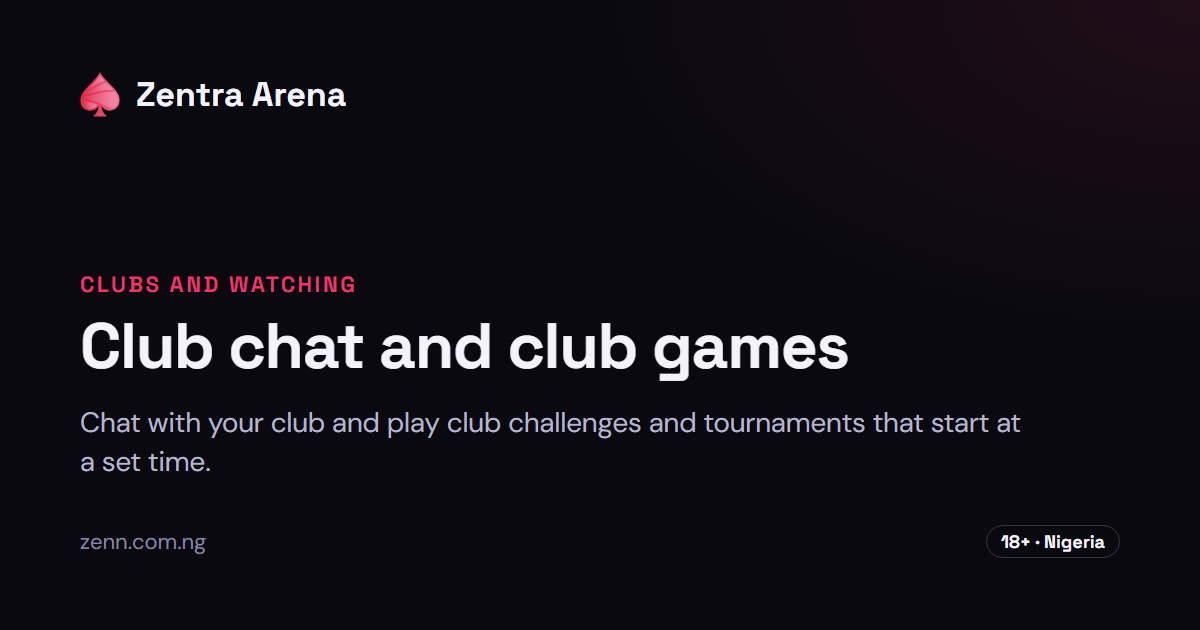 Zentra Arena
CLUBS AND WATCHING
Club chat and club games
Chat with your club and play club challenges and tournaments that start at
a set time.
zenn.com.ng
18+ · Nigeria